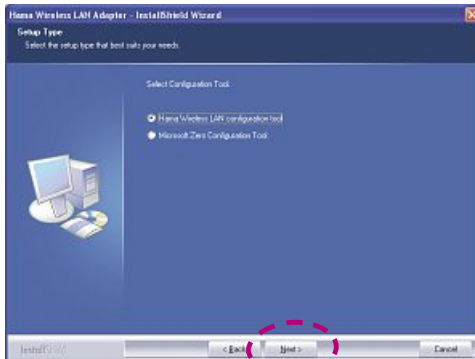 Hama Wireless LAN Adapter - InstallShield Wizard
Setup Type
Select the setup type that best suits your needs.
Select Configuration Tool.
Hama Wireless LAN configuration tool
Microsoft Zero Configuration Tool
InstallShield
< Back
Next >
Cancel